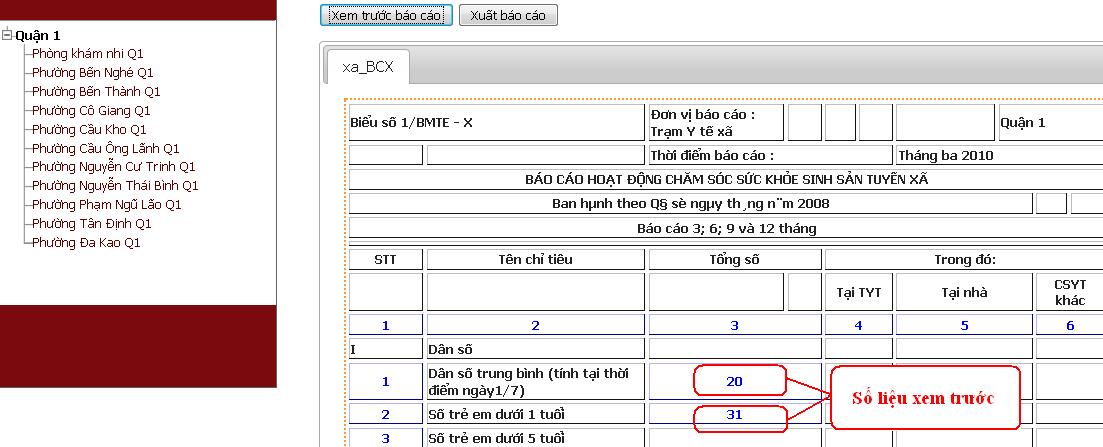 Xem trước báo cáo
Xuất báo cáo
Quận 1
Phòng khám nhi Q1
Phường Bến Nghé Q1
Phường Bến Thành Q1
Phường Cô Giang Q1
Phường Cầu Kho Q1
Phường Cầu Ông Lãnh Q1
Phường Nguyễn Cư Trinh Q1
Phường Nguyễn Thái Bình Q1
Phường Phạm Ngũ Lão Q1
Phường Tân Định Q1
Phường Đa Kao Q1
xa_BCX
Biểu số 1/BMTE - X
Đơn vị báo cáo :
Trạm Y tế xã
Quận 1
Thời điểm báo cáo :
Tháng ba 2010
BÁO CÁO HOẠT ĐỘNG CHĂM SÓC SỨC KHỎE SINH SẢN TUYẾN XÃ
Ban hµnh theo Q§ sè ngµy th¸ng n¨m 2008
Báo cáo 3; 6; 9 và 12 tháng
STT
Tên chỉ tiêu
Tổng số
Trong đó:
Tại TYT
Tại nhà
CSYT
khác
1
2
3
4
5
6
I
Dân số
1
Dân số trung bình (tính tại thời
điểm ngày1/7)
20
2
Số trẻ em dưới 1 tuổi
31
3
Số trẻ em dưới 5 tuổi
Số liệu xem trước